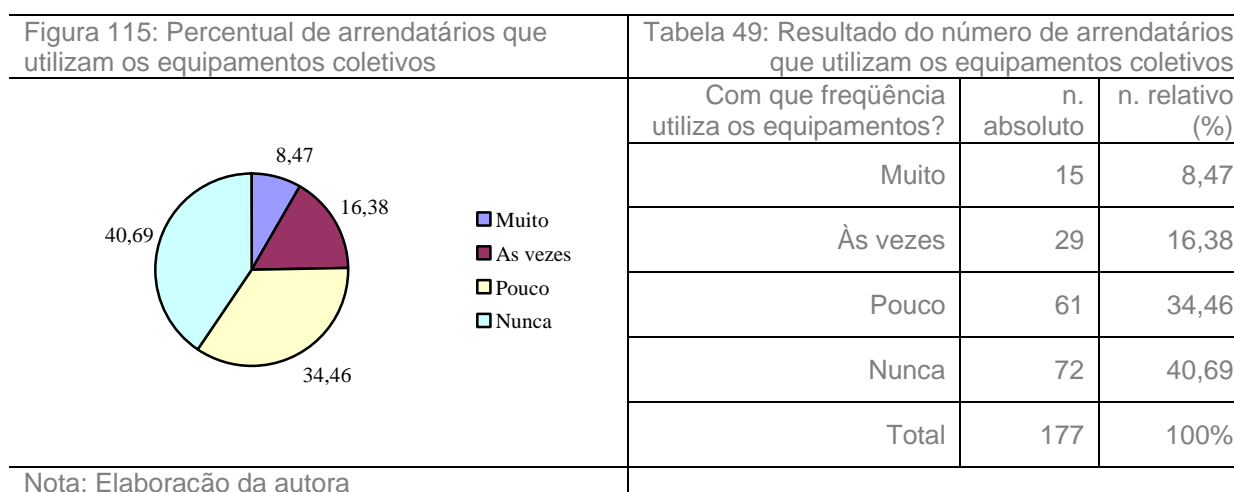 Figura 115: Percentual de arrendatários que
utilizam os equipamentos coletivos
8,47
16,38
40,69
34,46
Muito
As vezes
Pouco
Nunca
Nota: Elaboração da autora
Tabela 49: Resultado do número de arrendatários
que utilizam os equipamentos coletivos
Com que freqüência utiliza os equipamentos? n. absoluto n. relativo (%)
Muito 15 8,47
Às vezes 29 16,38
Pouco 61 34,46
Nunca 72 40,69
Total 177 100%